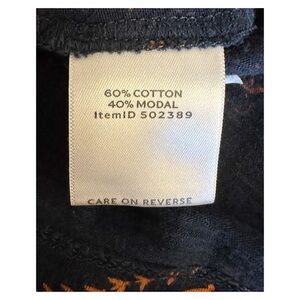 60% COTTON
40% MODAL
ItemID 502389
CARE ON REVERSE